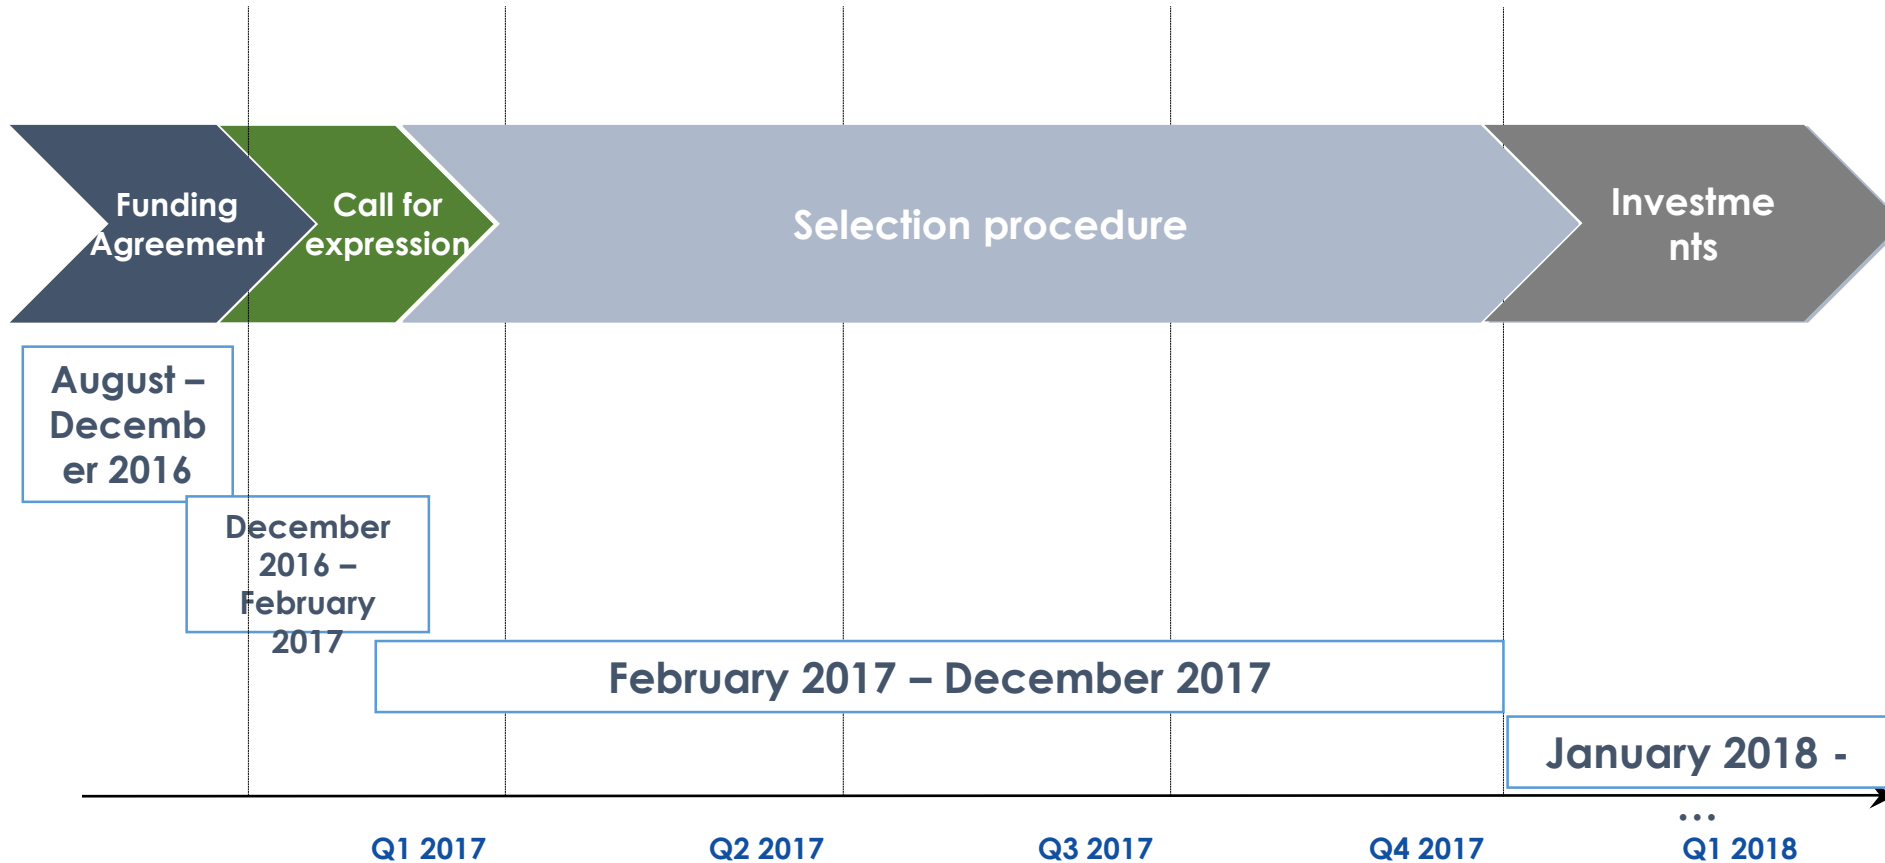 Funding
Agreement
Call for
expression
Selection procedure
Investme
nts
August –
Decemb
er 2016
December
2016 –
February
2017
February 2017 – December 2017
January 2018 -
...
Q1 2017
Q2 2017
Q3 2017
Q4 2017
Q1 2018